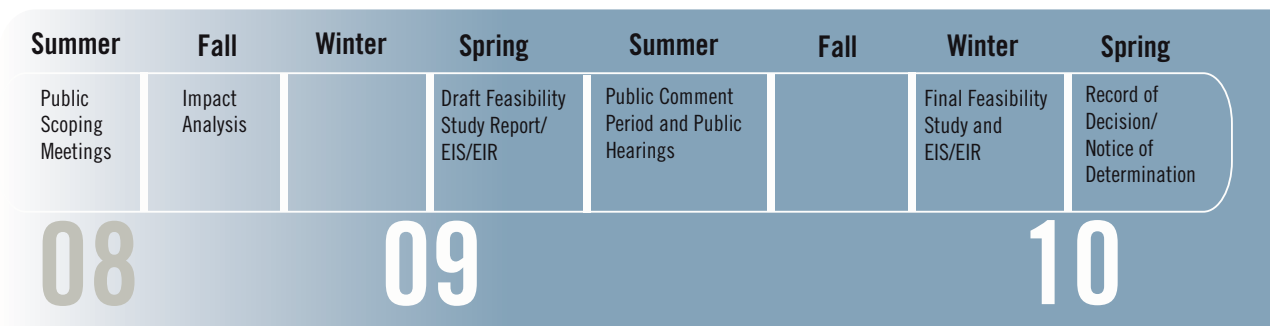 Summer Fall Winter Spring Summer Fall Winter Spring
Public
Scoping
Meetings
Impact
Analysis
Draft Feasibility
Study Report/
EIS/EIR
Public Comment
Period and Public
Hearings
Final Feasibility
Study and
EIS/EIR
Record of
Decision/
Notice of
Determination
08 09 10